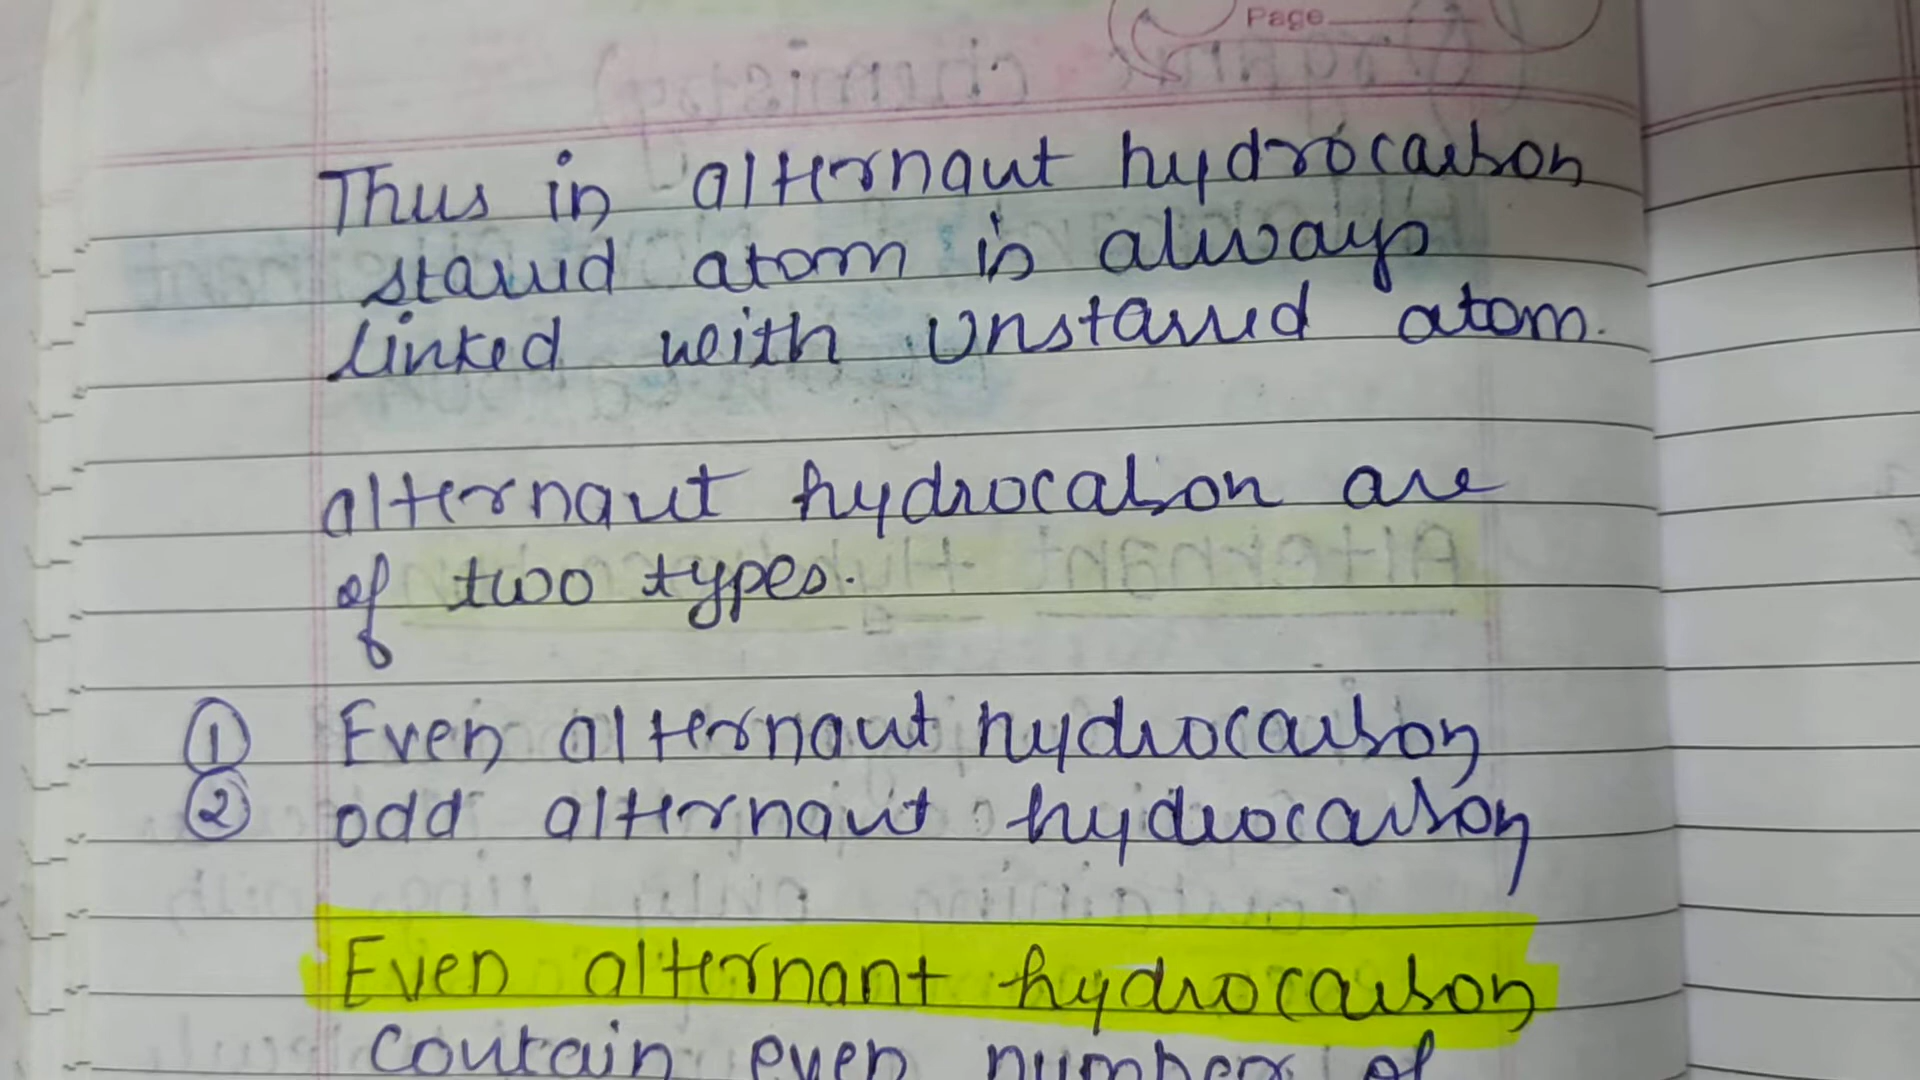 Page
Thus in alternant hydrocarbon
starred atom is always
linked with unstarred atom.
alternant hydrocabon are
of two types.
① Even alternant hydrocarbon
② odd alternant hydrocarbon
Even alternant hydrocarbon
contain even number of